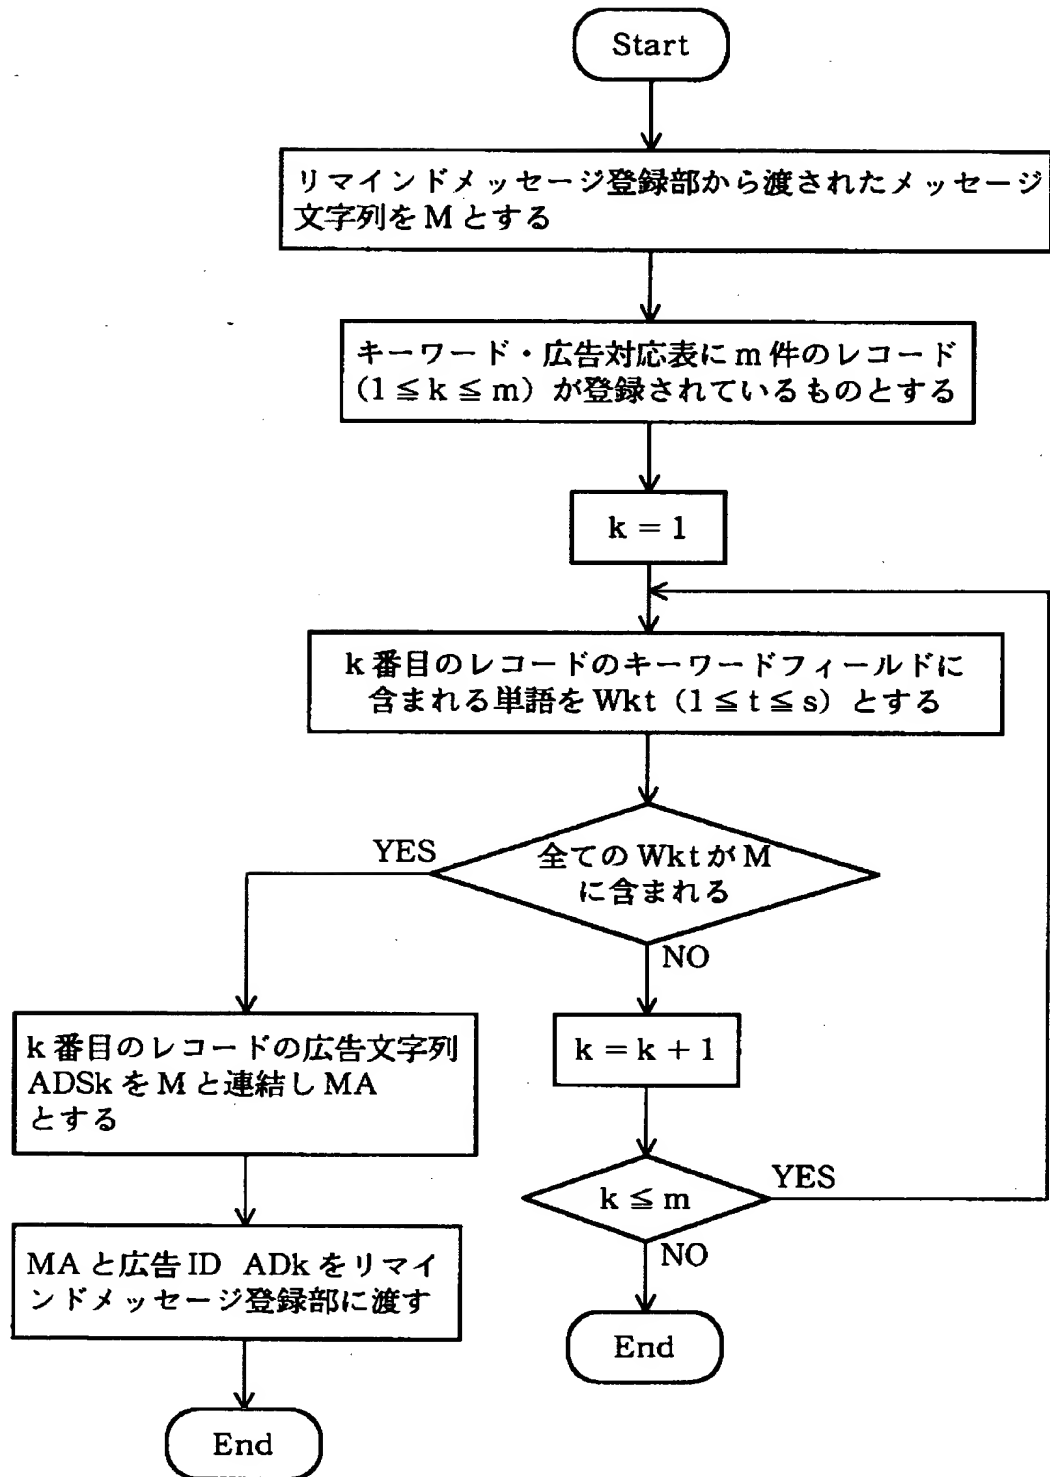 Start
リマインドメッセージ登録部から渡されたメッセージ
文字列をMとする
キーワード・広告対応表にm件のレコード
(1≦k≦m)が登録されているものとする
k = 1
k番目のレコードのキーワードフィールドに
含まれる単語をWkt(1≦t≦s)とする
全てのWktがM
に含まれる
YES
NO
k番目のレコードの広告文字列
ADSkをMと連結しMA
とする
k = k + 1
k ≦ m
YES
NO
MAと広告ID ADkをリマイ
ンドメッセージ登録部に渡す
End
End